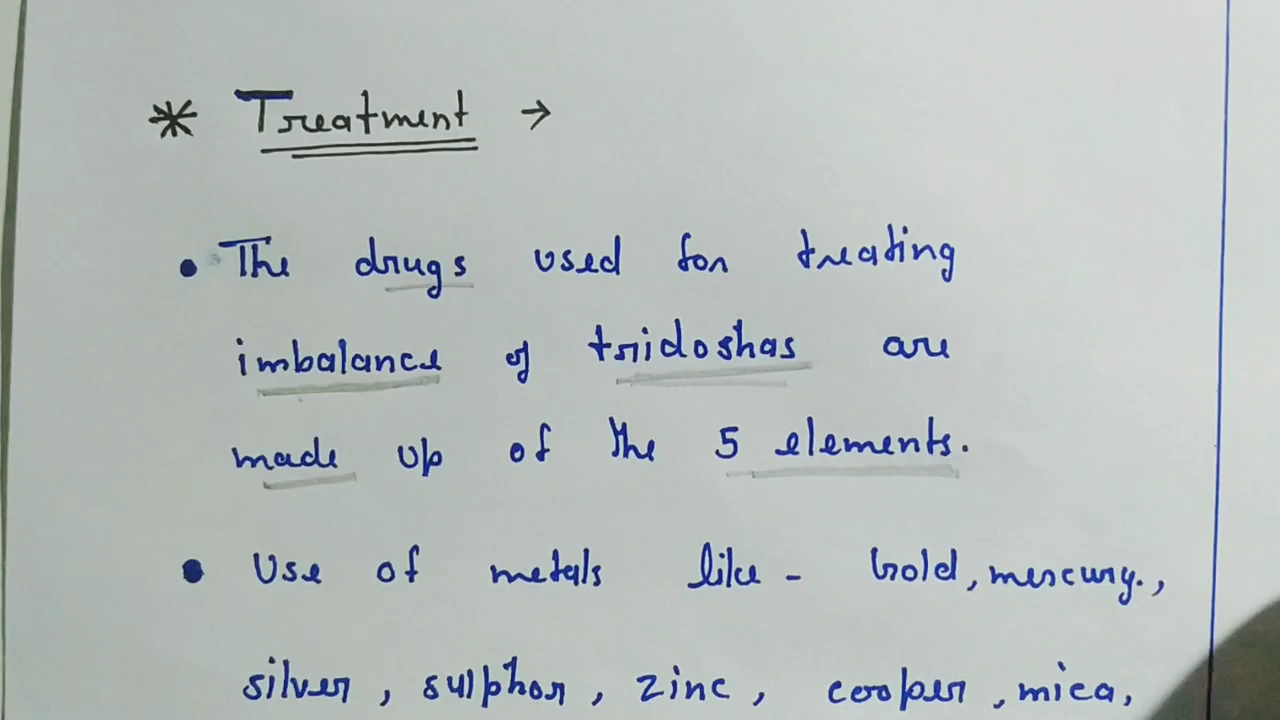 * Treatment →
• The drugs used for treating
imbalance of tridoshas are
made up of the 5 elements.
• Use of metals like - Gold, mercury.,
silver, sulphor, zinc, cooper, mica,